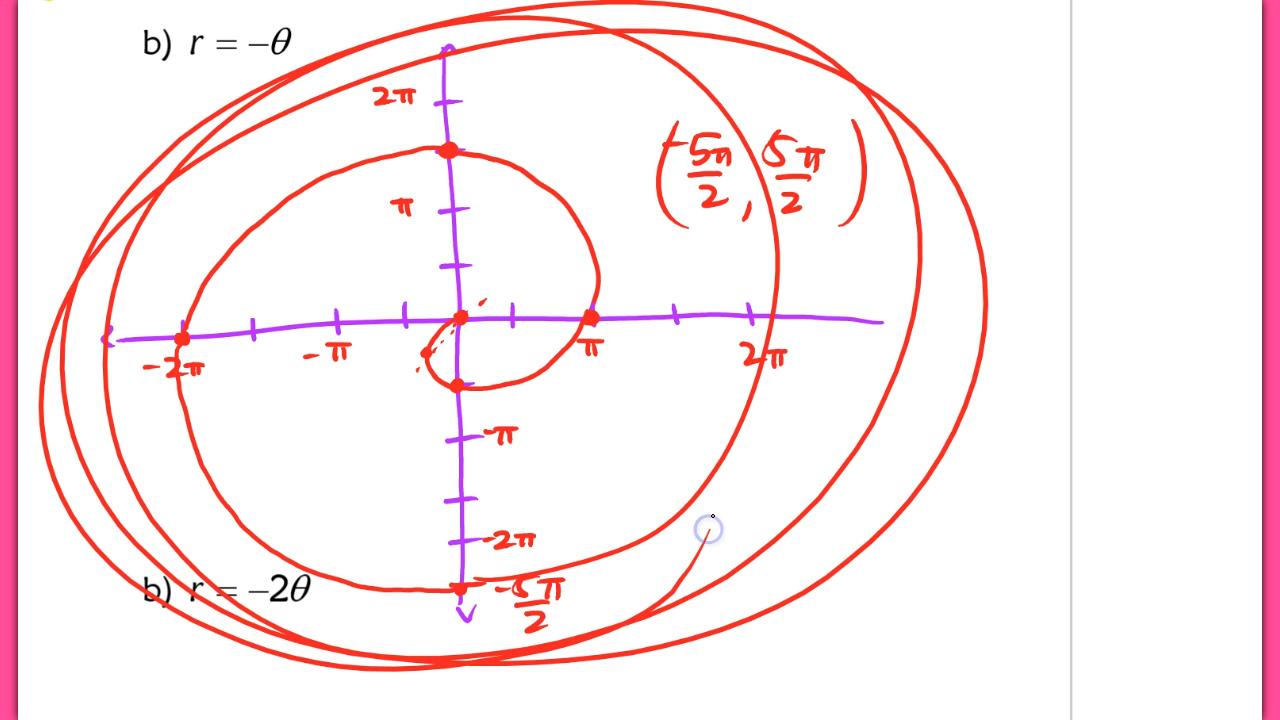 b) r = −θ
2π
(-5π/2, 5π/2)
π
-2π
-π
π
2π
-π
-2π
-5π/2
b) r = −2θ